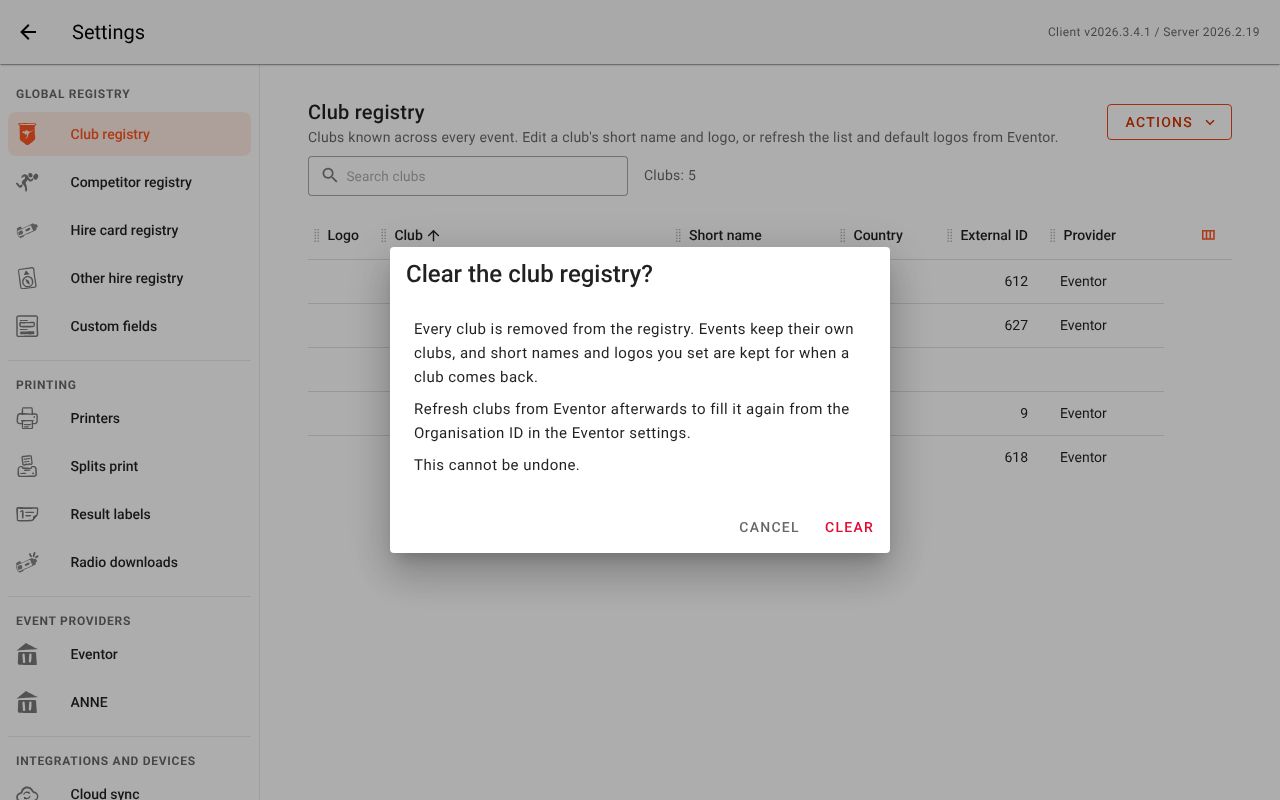 Settings
Client v2026.3.4.1 / Server 2026.2.19
GLOBAL REGISTRY
Club registry
Competitor registry
Hire card registry
Other hire registry
Custom fields
PRINTING
Printers
Splits print
Result labels
Radio downloads
EVENT PROVIDERS
Eventor
ANNE
INTEGRATIONS AND DEVICES
Cloud sync
Club registry
Clubs known across every event. Edit a club's short name and logo, or refresh the list and default logos from Eventor.
ACTIONS
Search clubs
Clubs: 5
Logo Club Short name Country External ID Provider
612 Eventor
627 Eventor
9 Eventor
618 Eventor
Clear the club registry?
Every club is removed from the registry. Events keep their own
clubs, and short names and logos you set are kept for when a
club comes back.
Refresh clubs from Eventor afterwards to fill it again from the
Organisation ID in the Eventor settings.
This cannot be undone.
CANCEL CLEAR